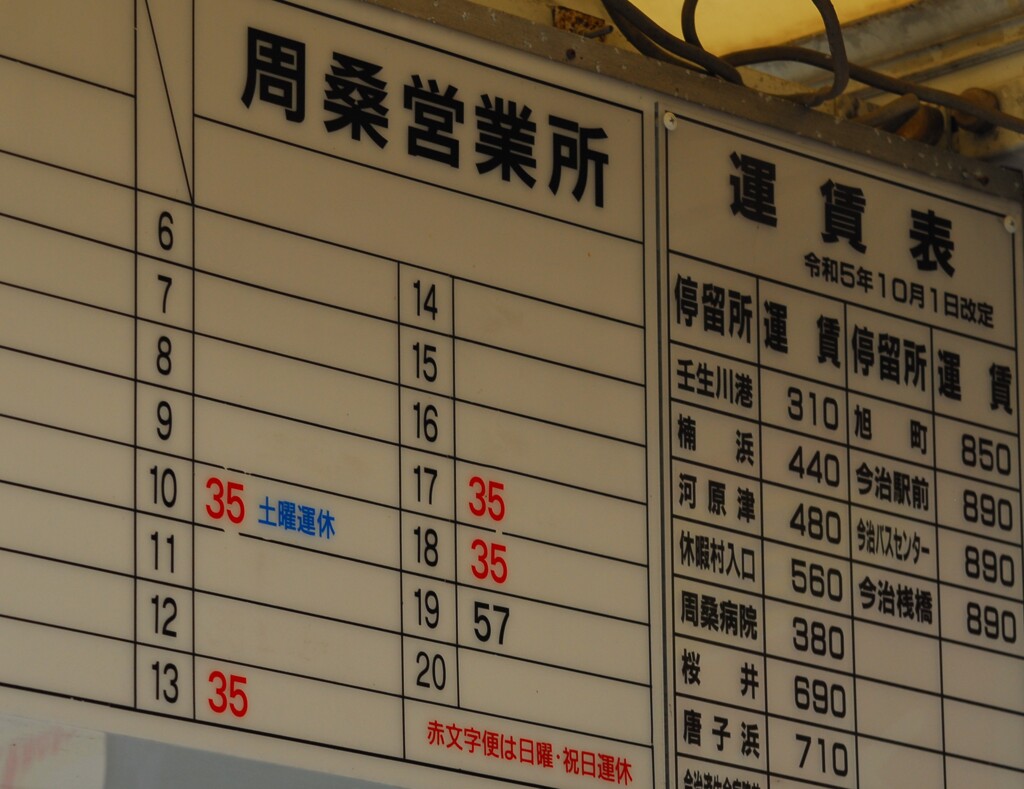 周桑営業所
6
7
8
9
10 35 土曜運休
11
12
13 35
14
15
16
17 35
18 35
19 57
20
赤文字便は日曜・祝日運休
運賃表
令和5年10月1日改定
停留所 運賃 停留所 運賃
壬生川港 310 旭町 850
楠浜 440 今治駅前 890
河原津 480 今治バスセンター 890
休暇村入口 560 今治桟橋 890
周桑病院 380
桜井 690
唐子浜 710